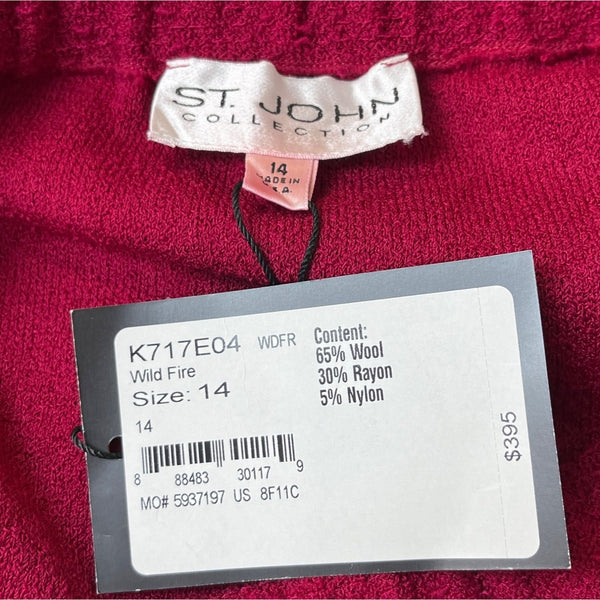 ST. JOHN
COLLECTION
14
MADE IN
U.S.A.
K717E04 WDFR
Wild Fire
Size: 14
14
8 88483 30117 9
MO# 5937197 US 8F11C
Content:
65% Wool
30% Rayon
5% Nylon
$395